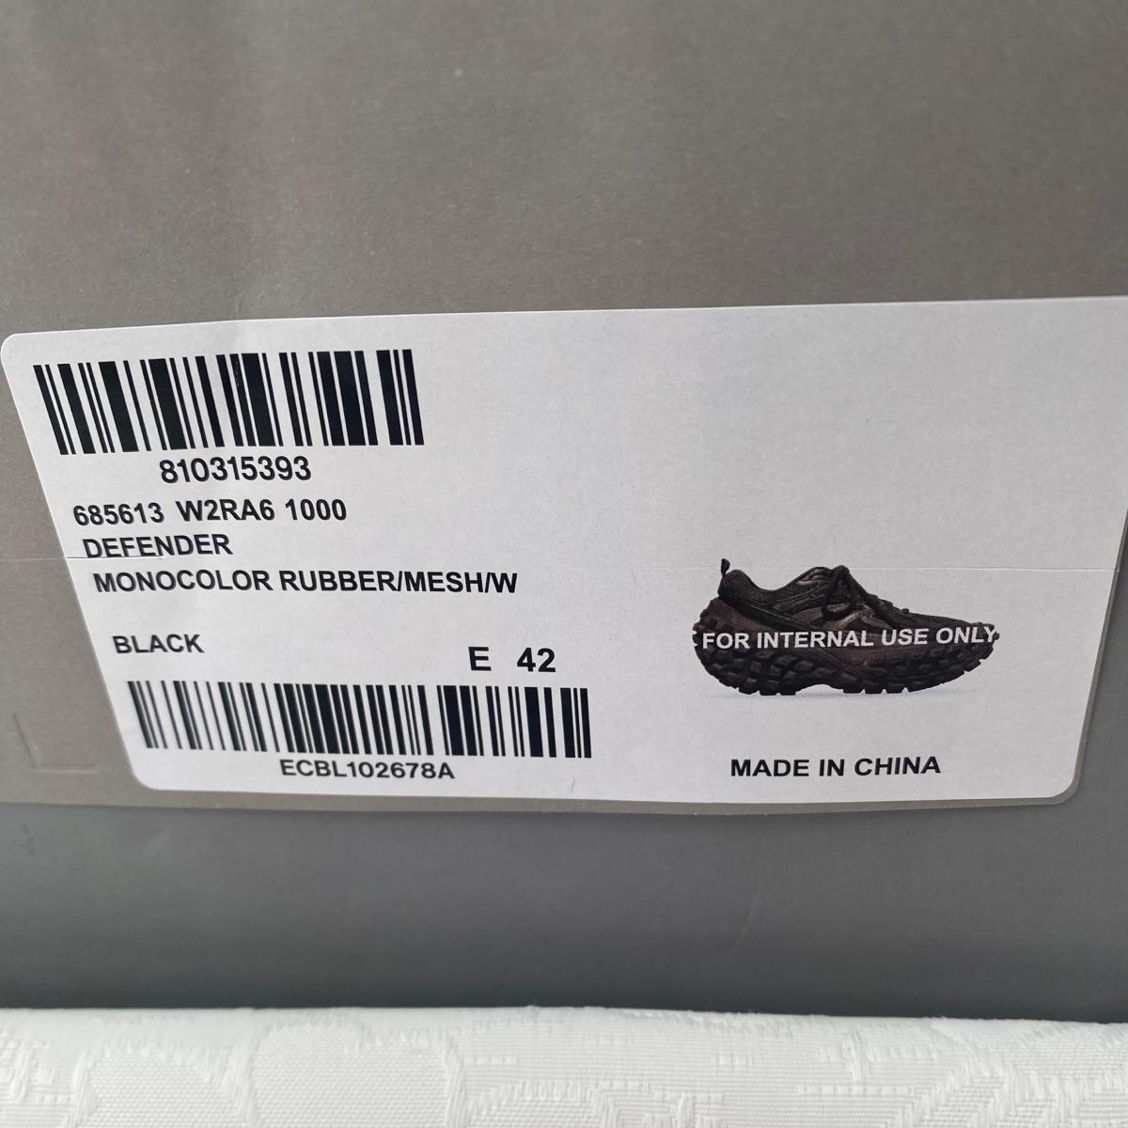 810315393
685613 W2RA6 1000
DEFENDER
MONOCOLOR RUBBER/MESH/W
BLACK
E 42
ECBL102678A
FOR INTERNAL USE ONLY
MADE IN CHINA